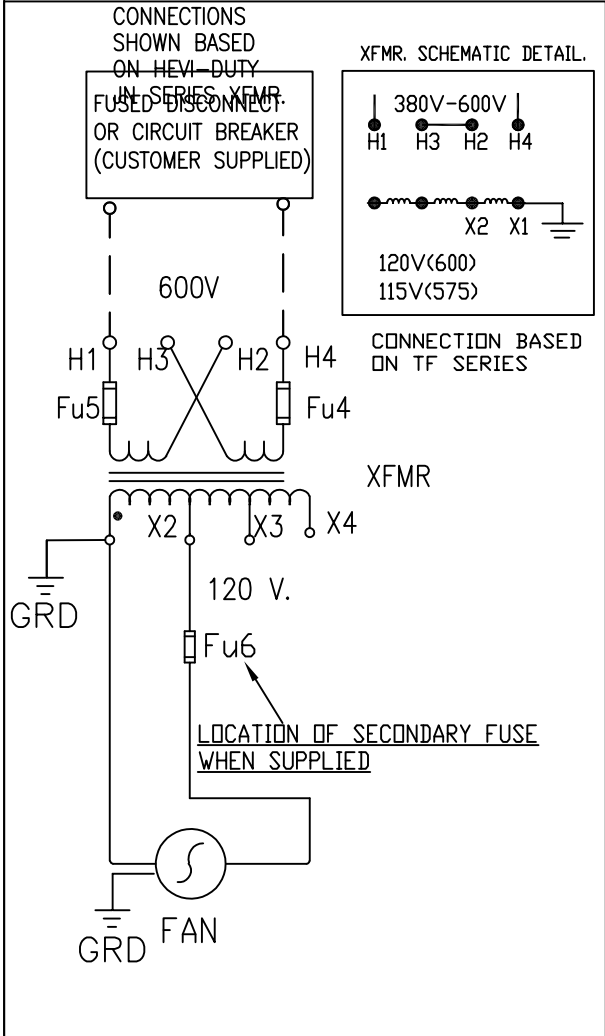 CONNECTIONS
SHOWN BASED
ON HEVI-DUTY
IN SERIES XFMR.
FUSED DISCONNECT
OR CIRCUIT BREAKER
(CUSTOMER SUPPLIED)
XFMR. SCHEMATIC DETAIL.
380V-600V
H1 H3 H2 H4
X2 X1
120V(600)
115V(575)
CONNECTION BASED
ON TF SERIES
600V
H1 H3 H2 H4
Fu5 Fu4
XFMR
X2 X3 X4
GRD
120 V.
Fu6
LOCATION OF SECONDARY FUSE
WHEN SUPPLIED
FAN
GRD